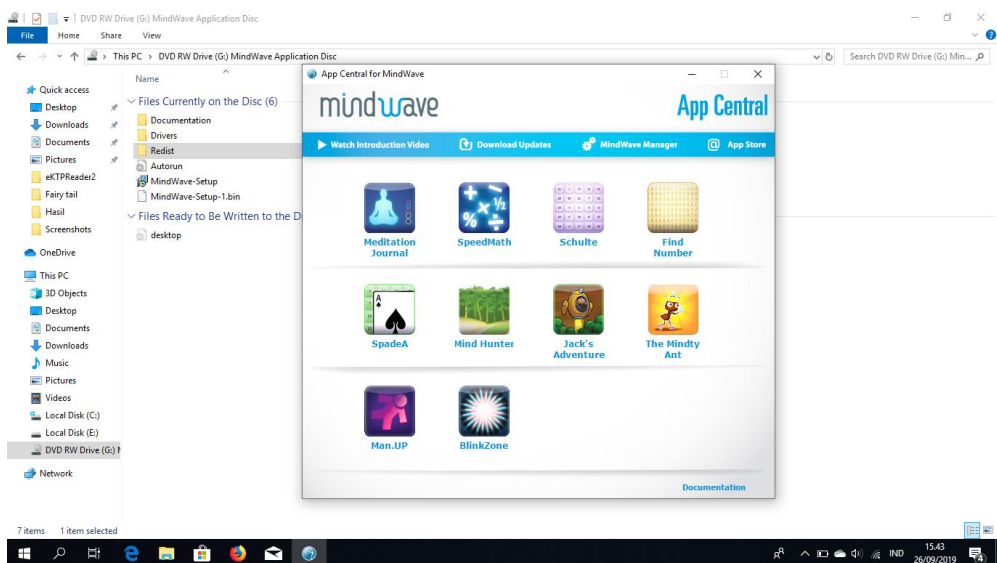 DVD RW Drive (G:) MindWave Application Disc
File Home Share View
This PC > DVD RW Drive (G:) MindWave Application Disc
Search DVD RW Drive (G:) Min...
Quick access
Desktop
Downloads
Documents
Pictures
eKTPReader2
Fairy tail
Hasil
Screenshots
OneDrive
This PC
3D Objects
Desktop
Documents
Downloads
Music
Pictures
Videos
Local Disk (C:)
Local Disk (E:)
DVD RW Drive (G:)
Network
Name
Files Currently on the Disc (6)
Documentation
Drivers
Redist
Autorun
MindWave-Setup
MindWave-Setup-1.bin
Files Ready to Be Written to the D
desktop
App Central for MindWave
mindwave
App Central
Watch Introduction Video Download Updates MindWave Manager App Store
Meditation
Journal
SpeedMath
Schulte
Find
Number
SpadeA
Mind Hunter
Jack's
Adventure
The Mindty
Ant
Man.UP
BlinkZone
Documentation
7 items 1 item selected
IND
15.43
26/09/2019